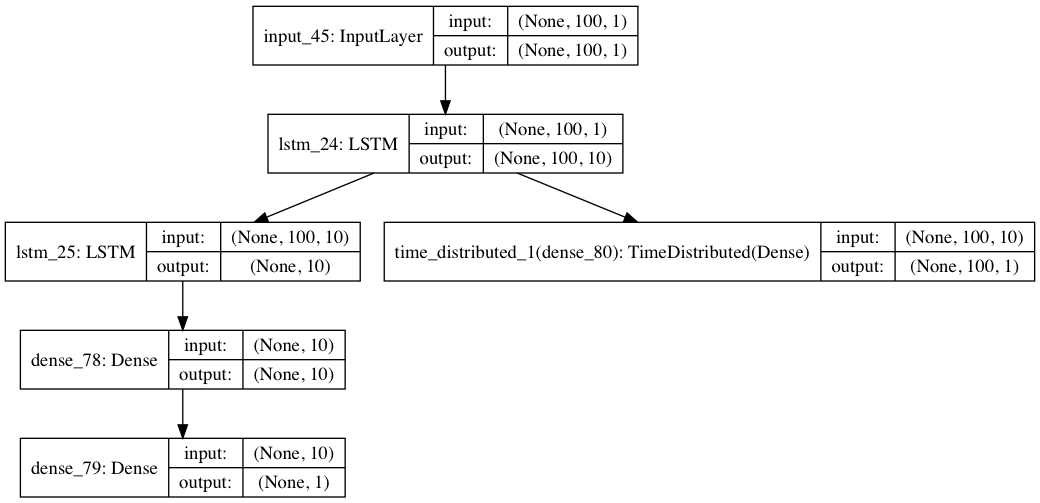 input_45: InputLayer
input:
(None, 100, 1)
output:
(None, 100, 1)
lstm_24: LSTM
input:
(None, 100, 1)
output:
(None, 100, 10)
lstm_25: LSTM
input:
(None, 100, 10)
output:
(None, 10)
time_distributed_1(dense_80): TimeDistributed(Dense)
input:
(None, 100, 10)
output:
(None, 100, 1)
dense_78: Dense
input:
(None, 10)
output:
(None, 10)
dense_79: Dense
input:
(None, 10)
output:
(None, 1)